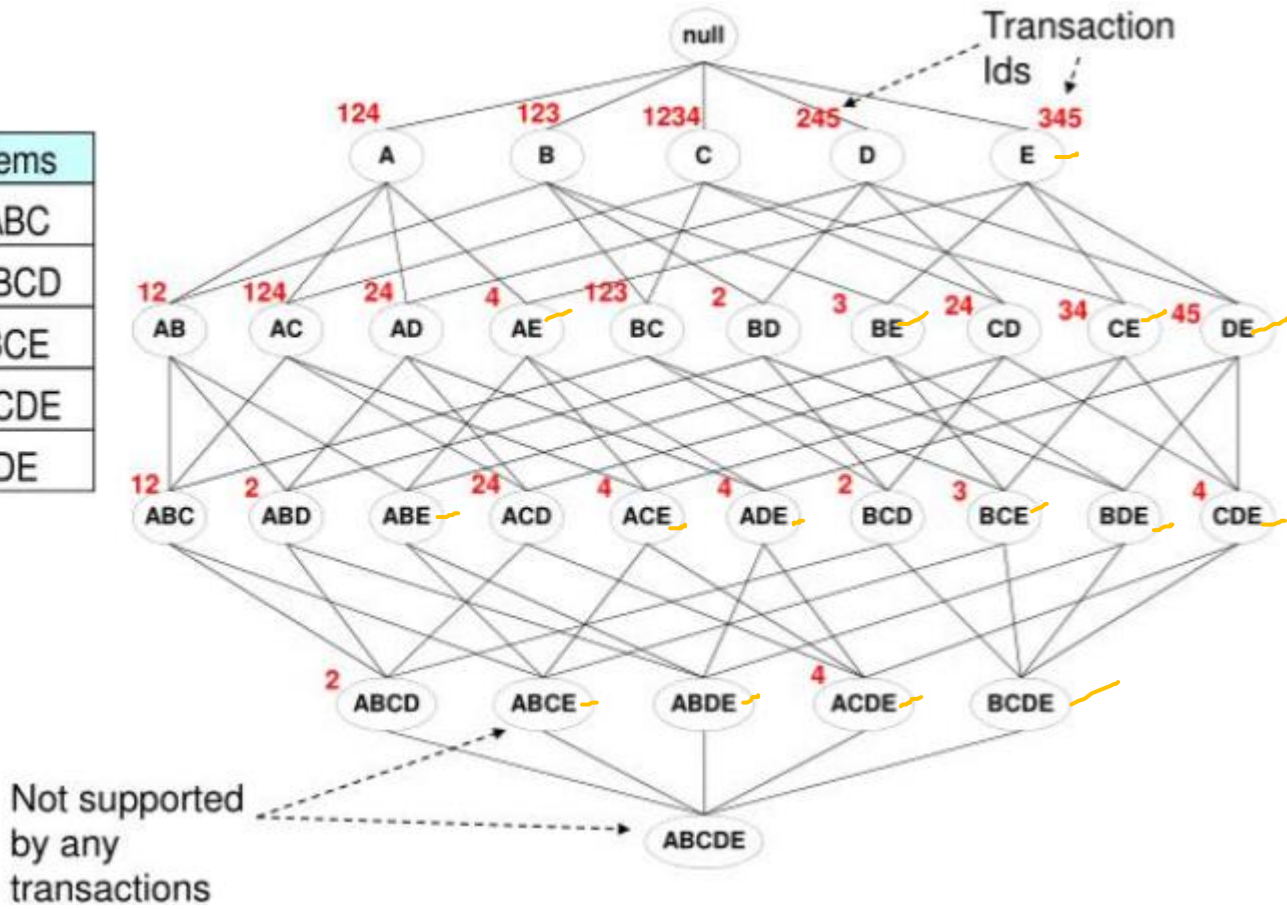 null
Transaction
Ids
124 123 1234 245 345
A B C D E
12 124 24 4 123 2 3 24 34 45
AB AC AD AE BC BD BE CD CE DE
12 2 24 4 4 2 3 4
ABC ABD ABE ACD ACE ADE BCD BCE BDE CDE
2 4
ABCD ABCE ABDE ACDE BCDE
ABCDE
Not supported
by any
transactions
ems
BCD
BCE
CDE
DE